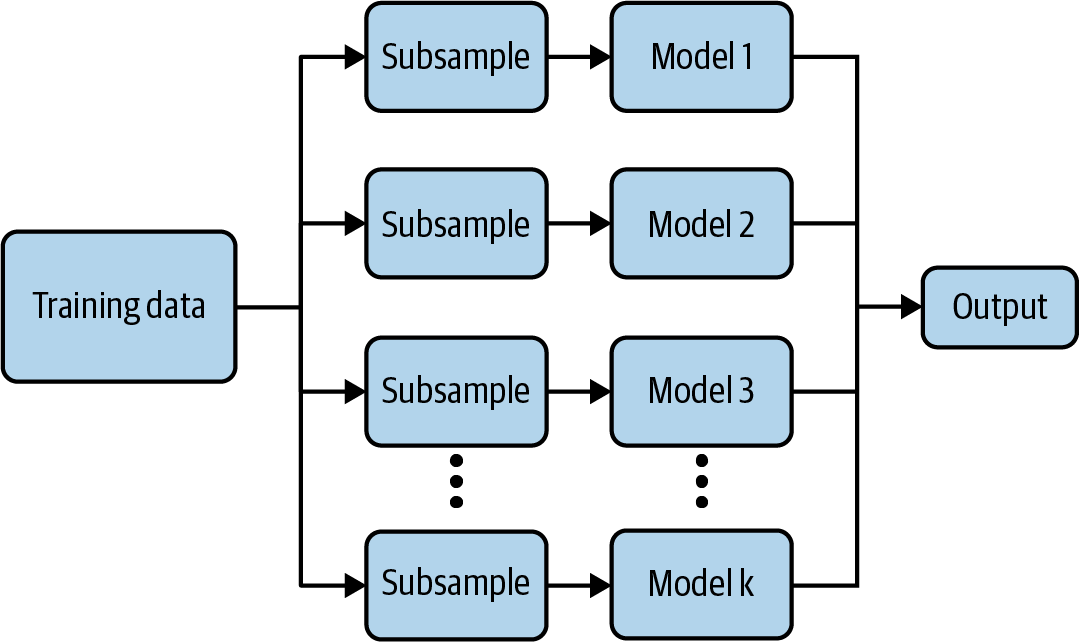 Subsample
Model 1
Subsample
Model 2
Training data
Output
Subsample
Model 3
Subsample
Model k